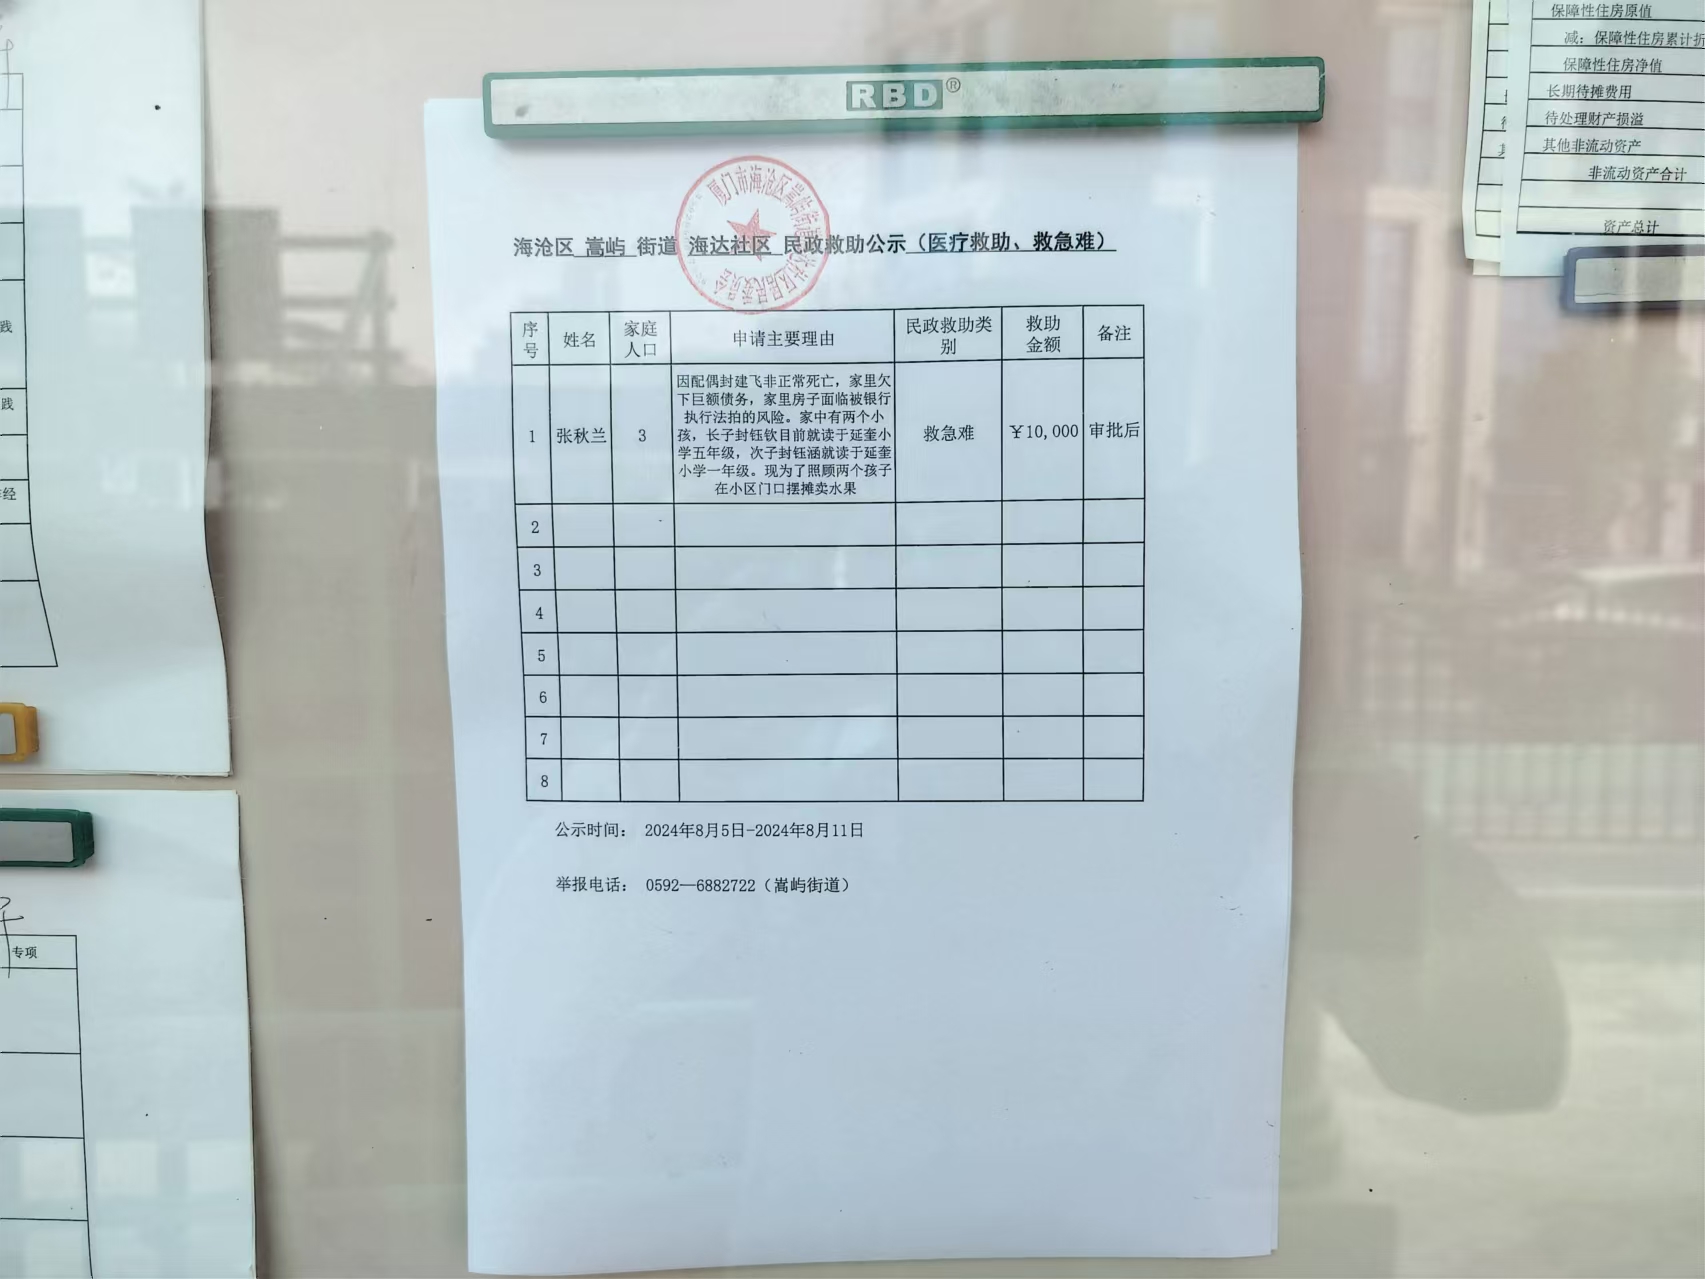 RBD®
海沧区 嵩屿 街道 海达社区 民政救助公示（医疗救助、救急难）
序号
姓名
家庭人口
申请主要理由
民政救助类别
救助金额
备注
1
张秋兰
3
因配偶封建飞非正常死亡，家里欠
下巨额债务，家里房子面临被银行
执行法拍的风险。家中有两个小
孩，长子封钰钦目前就读于延奎小
学五年级，次子封钰涵就读于延奎
小学一年级。现为了照顾两个孩子
在小区门口摆摊卖水果
救急难
￥10,000
审批后
2
3
4
5
6
7
8
公示时间： 2024年8月5日-2024年8月11日
举报电话： 0592—6882722（嵩屿街道）
保障性住房原值
减：保障性住房累计折
保障性住房净值
长期待摊费用
待处理财产损溢
其他非流动资产
非流动资产合计
资产总计
践
践
经
专项